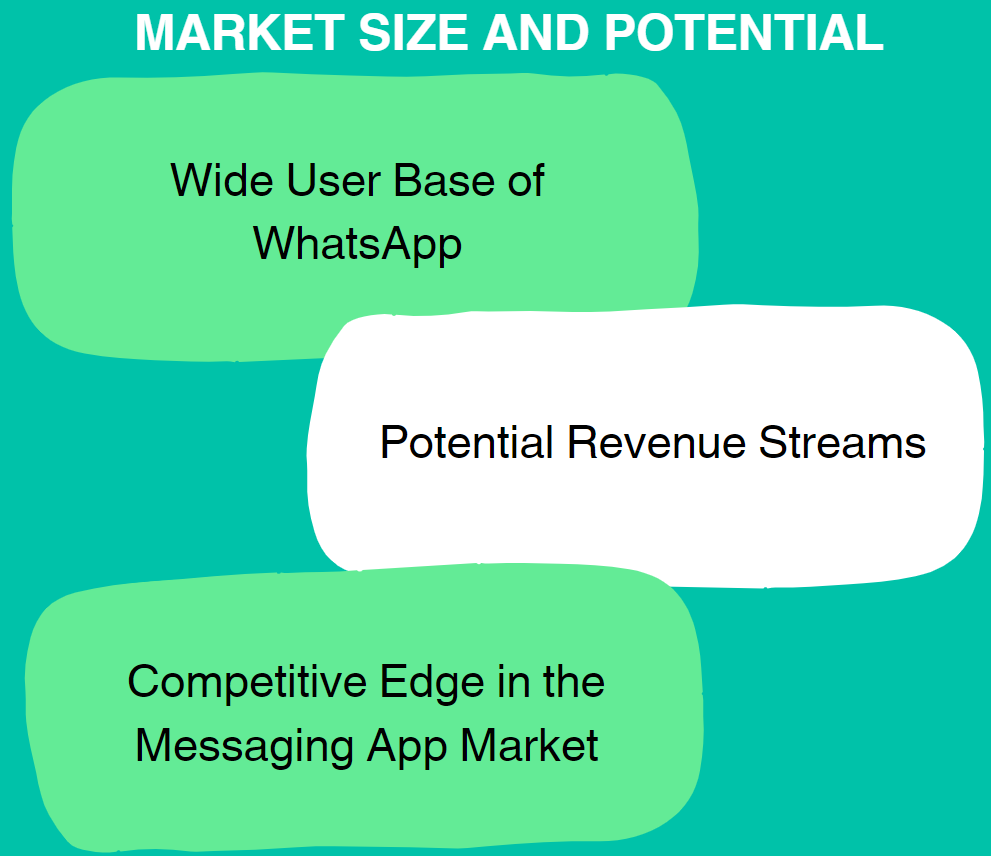 MARKET SIZE AND POTENTIAL
Wide User Base of
WhatsApp
Potential Revenue Streams
Competitive Edge in the
Messaging App Market